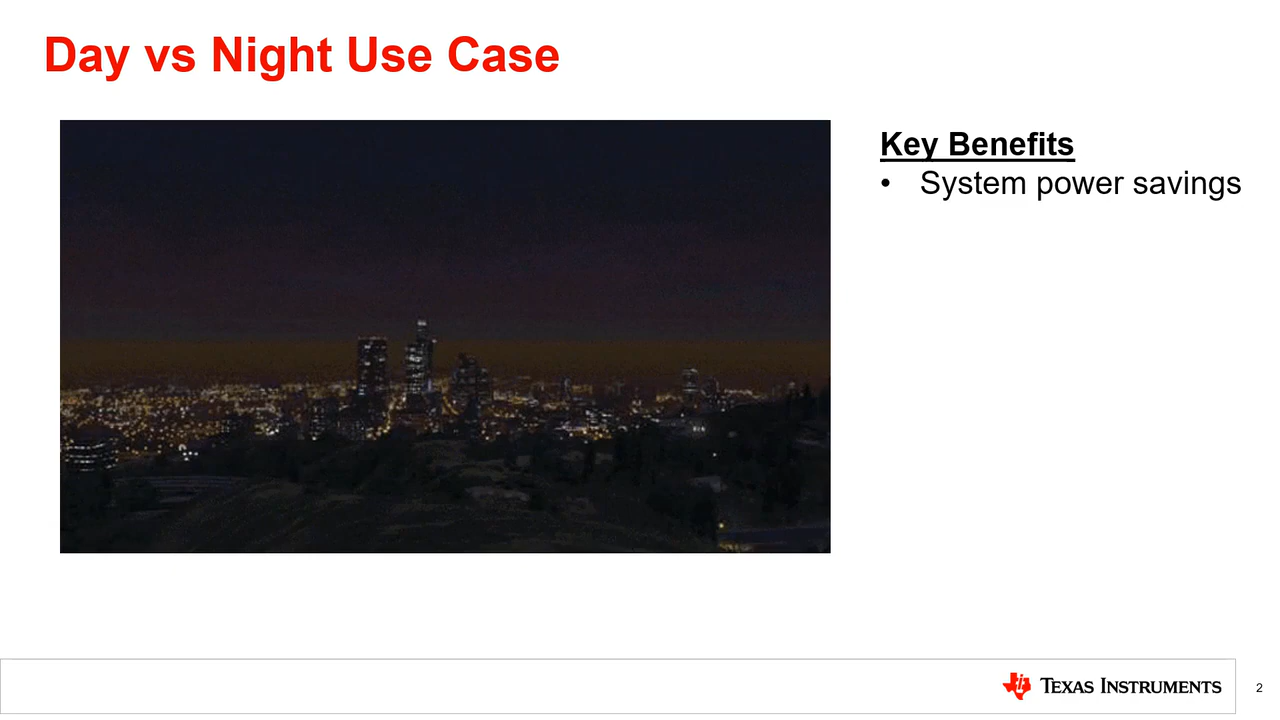 Day vs Night Use Case
Key Benefits
• System power savings
TEXAS INSTRUMENTS
2